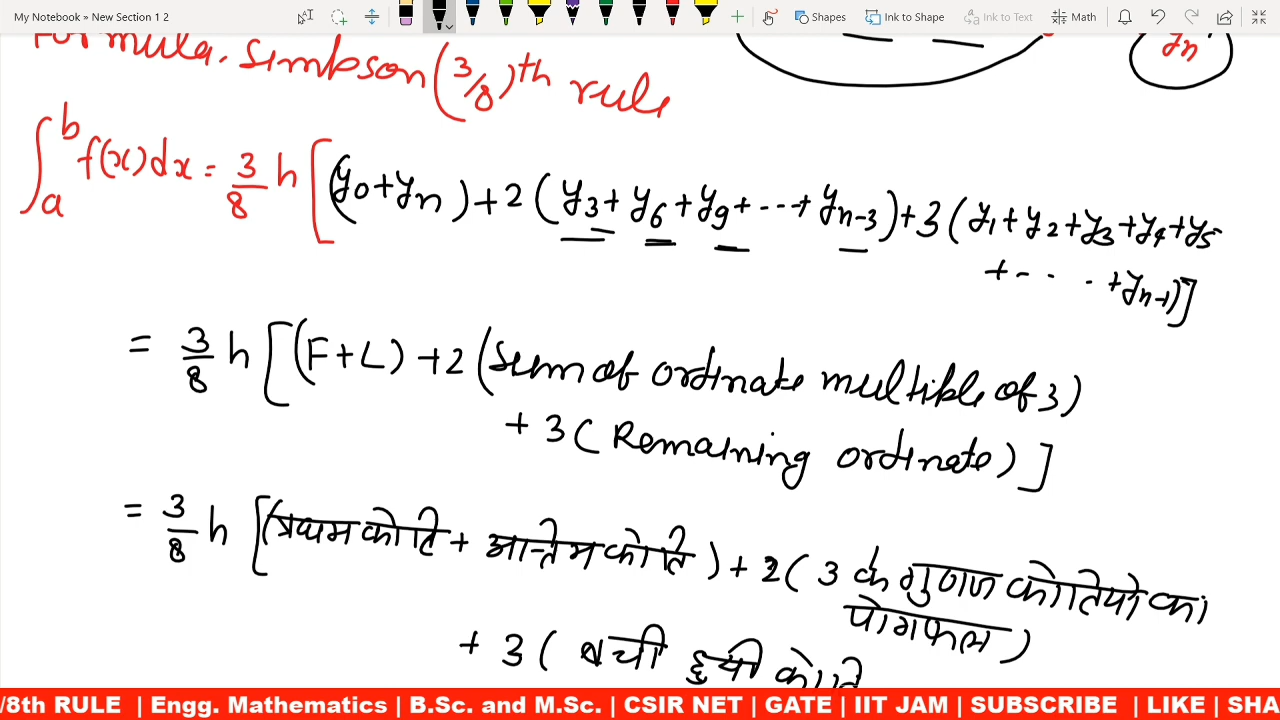 My Notebook » New Section 1 2
Shapes Ink to Shape Ink to Text Math
Formula. Simpson (3/8)th rule
yn
∫ₐᵇ f(x)dx = 3/8 h [(y0+yn)+2(y3+y6+y9+...+yn-3)+3(y1+y2+y3+y4+y5
+... +yn-1)]
= 3/8 h [(F+L)+2(Sum of ordinate multiple of 3)
+ 3(Remaining ordinate)]
= 3/8 h [(प्रथम कोटि + अन्तिम कोटि) + 2(3 के गुणज कोटियो का
योगफल)
+ 3(बची हुयी कोटि
/8th RULE | Engg. Mathematics | B.Sc. and M.Sc. | CSIR NET | GATE | IIT JAM | SUBSCRIBE | LIKE | SHA